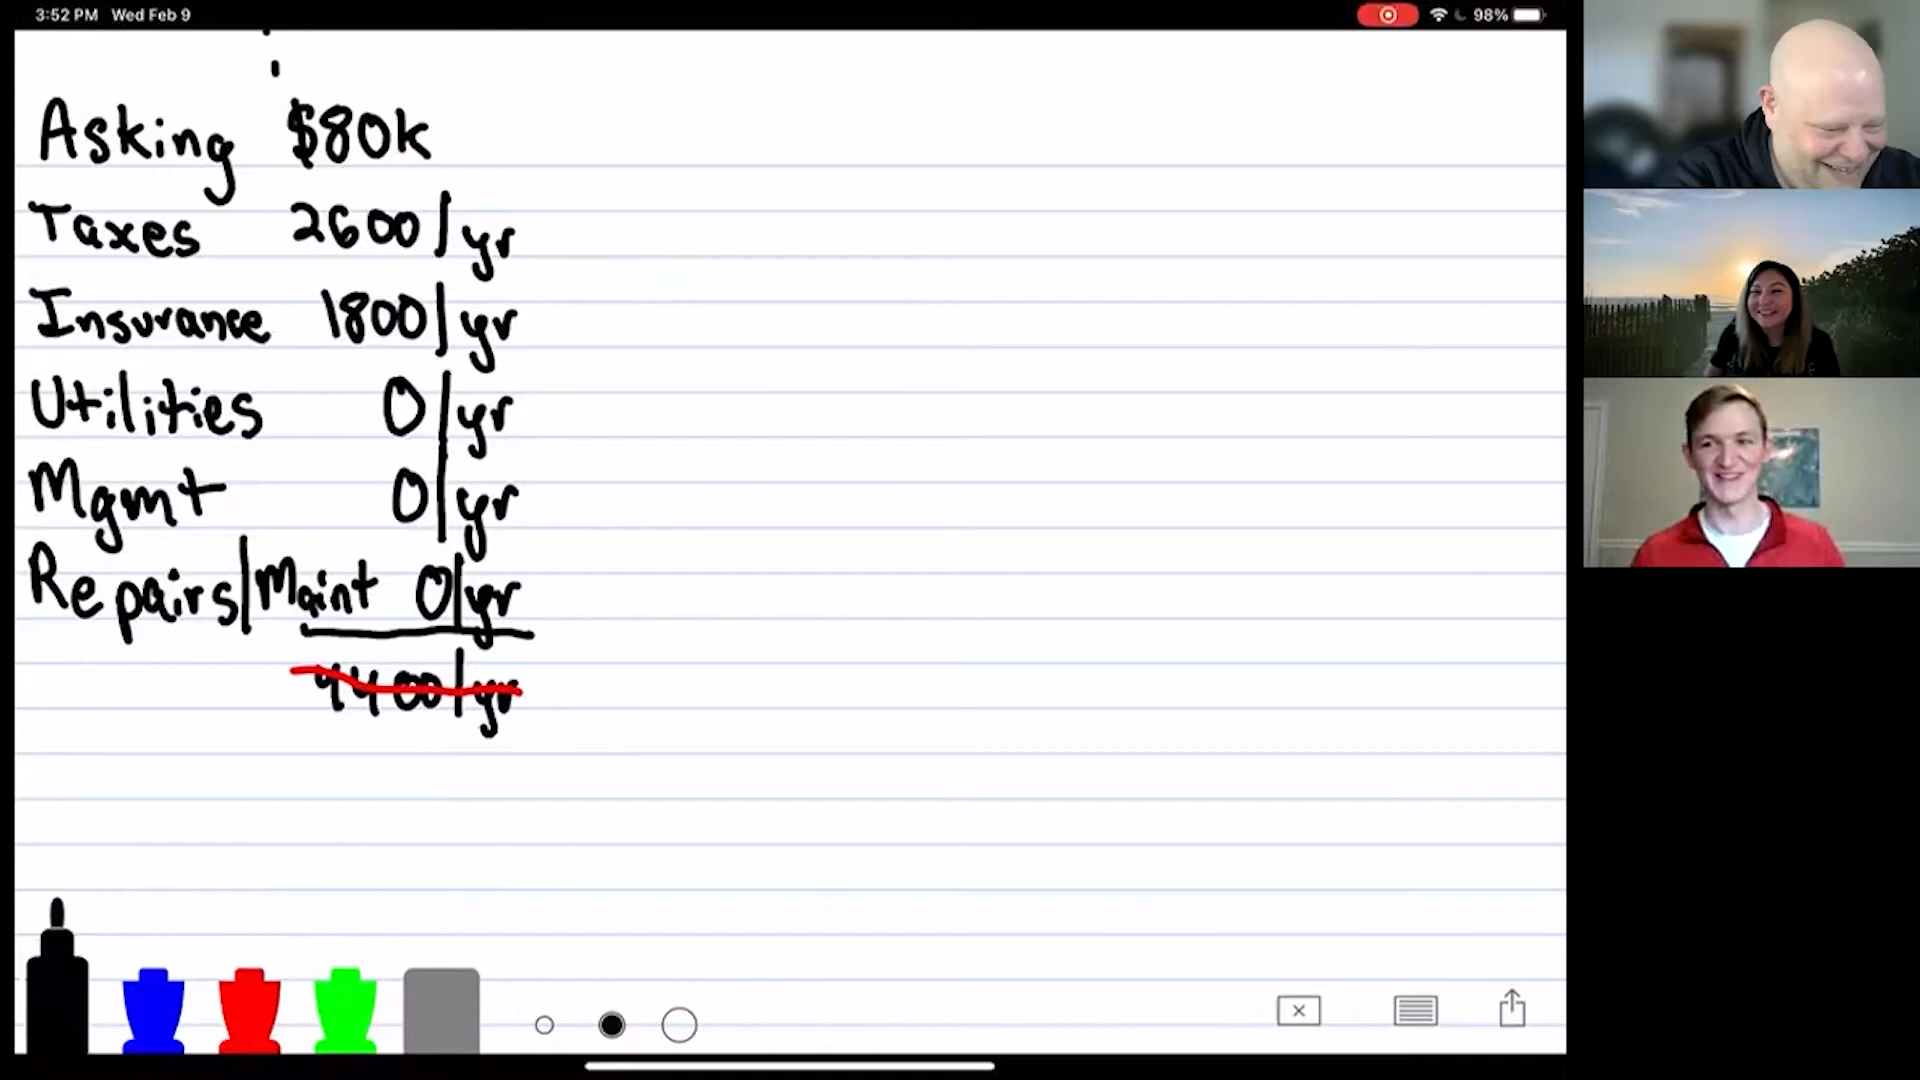 3:52 PM Wed Feb 9 98%
Asking $80k
Taxes 2600/yr
Insurance 1800/yr
Utilities 0/yr
Mgmt 0/yr
Repairs/Maint 0/yr
4400/yr